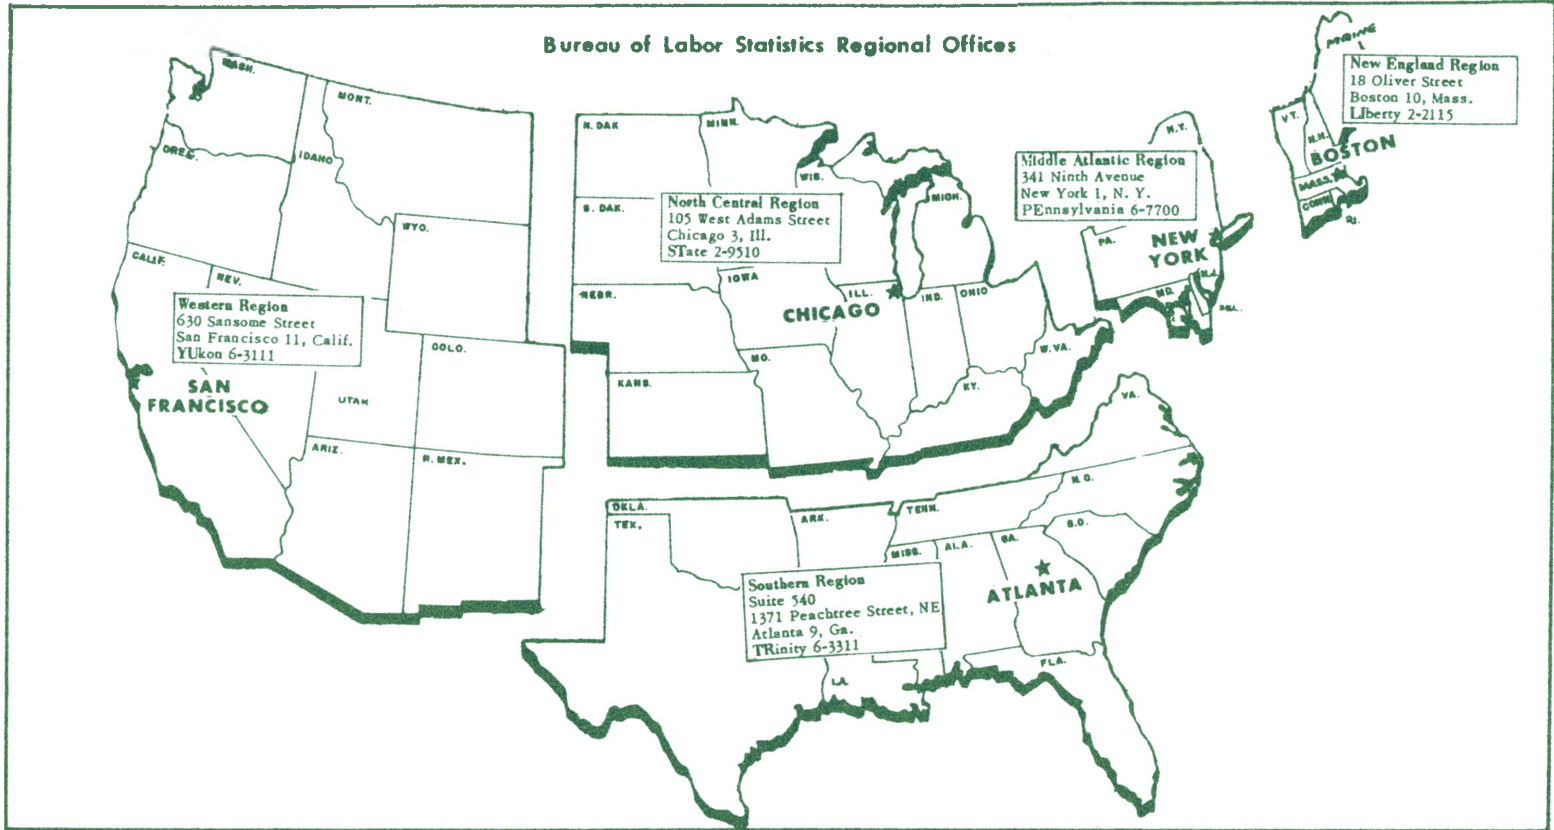 Bureau of Labor Statistics Regional Offices
WASH.
MONT.
OREG.
IDAHO
WYO.
CALIF.
NEV.
Western Region
630 Sansome Street
San Francisco 11, Calif.
YUkon 6-3111
SAN
FRANCISCO
UTAH
COLO.
ARIZ.
N. MEX.
N. DAK
MINN.
S. DAK.
WIS.
MICH.
North Central Region
105 West Adams Street
Chicago 3, Ill.
STate 2-9510
NEBR.
IOWA
ILL.
IND.
OHIO
CHICAGO
KANS.
MO.
KY.
W. VA.
N.Y.
Middle Atlantic Region
341 Ninth Avenue
New York 1, N. Y.
PEnnsylvania 6-7700
PA.
NEW
YORK
N.J.
MD.
DEL.
MAINE
New England Region
18 Oliver Street
Boston 10, Mass.
LIberty 2-2115
VT.
N.H.
BOSTON
MASS.
CONN.
RI.
VA.
OKLA.
TEX.
ARK.
TENN.
N.C.
S.C.
MISS.
ALA.
GA.
Southern Region
Suite 540
1371 Peachtree Street, NE
Atlanta 9, Ga.
TRinity 6-3311
ATLANTA
LA.
FLA.